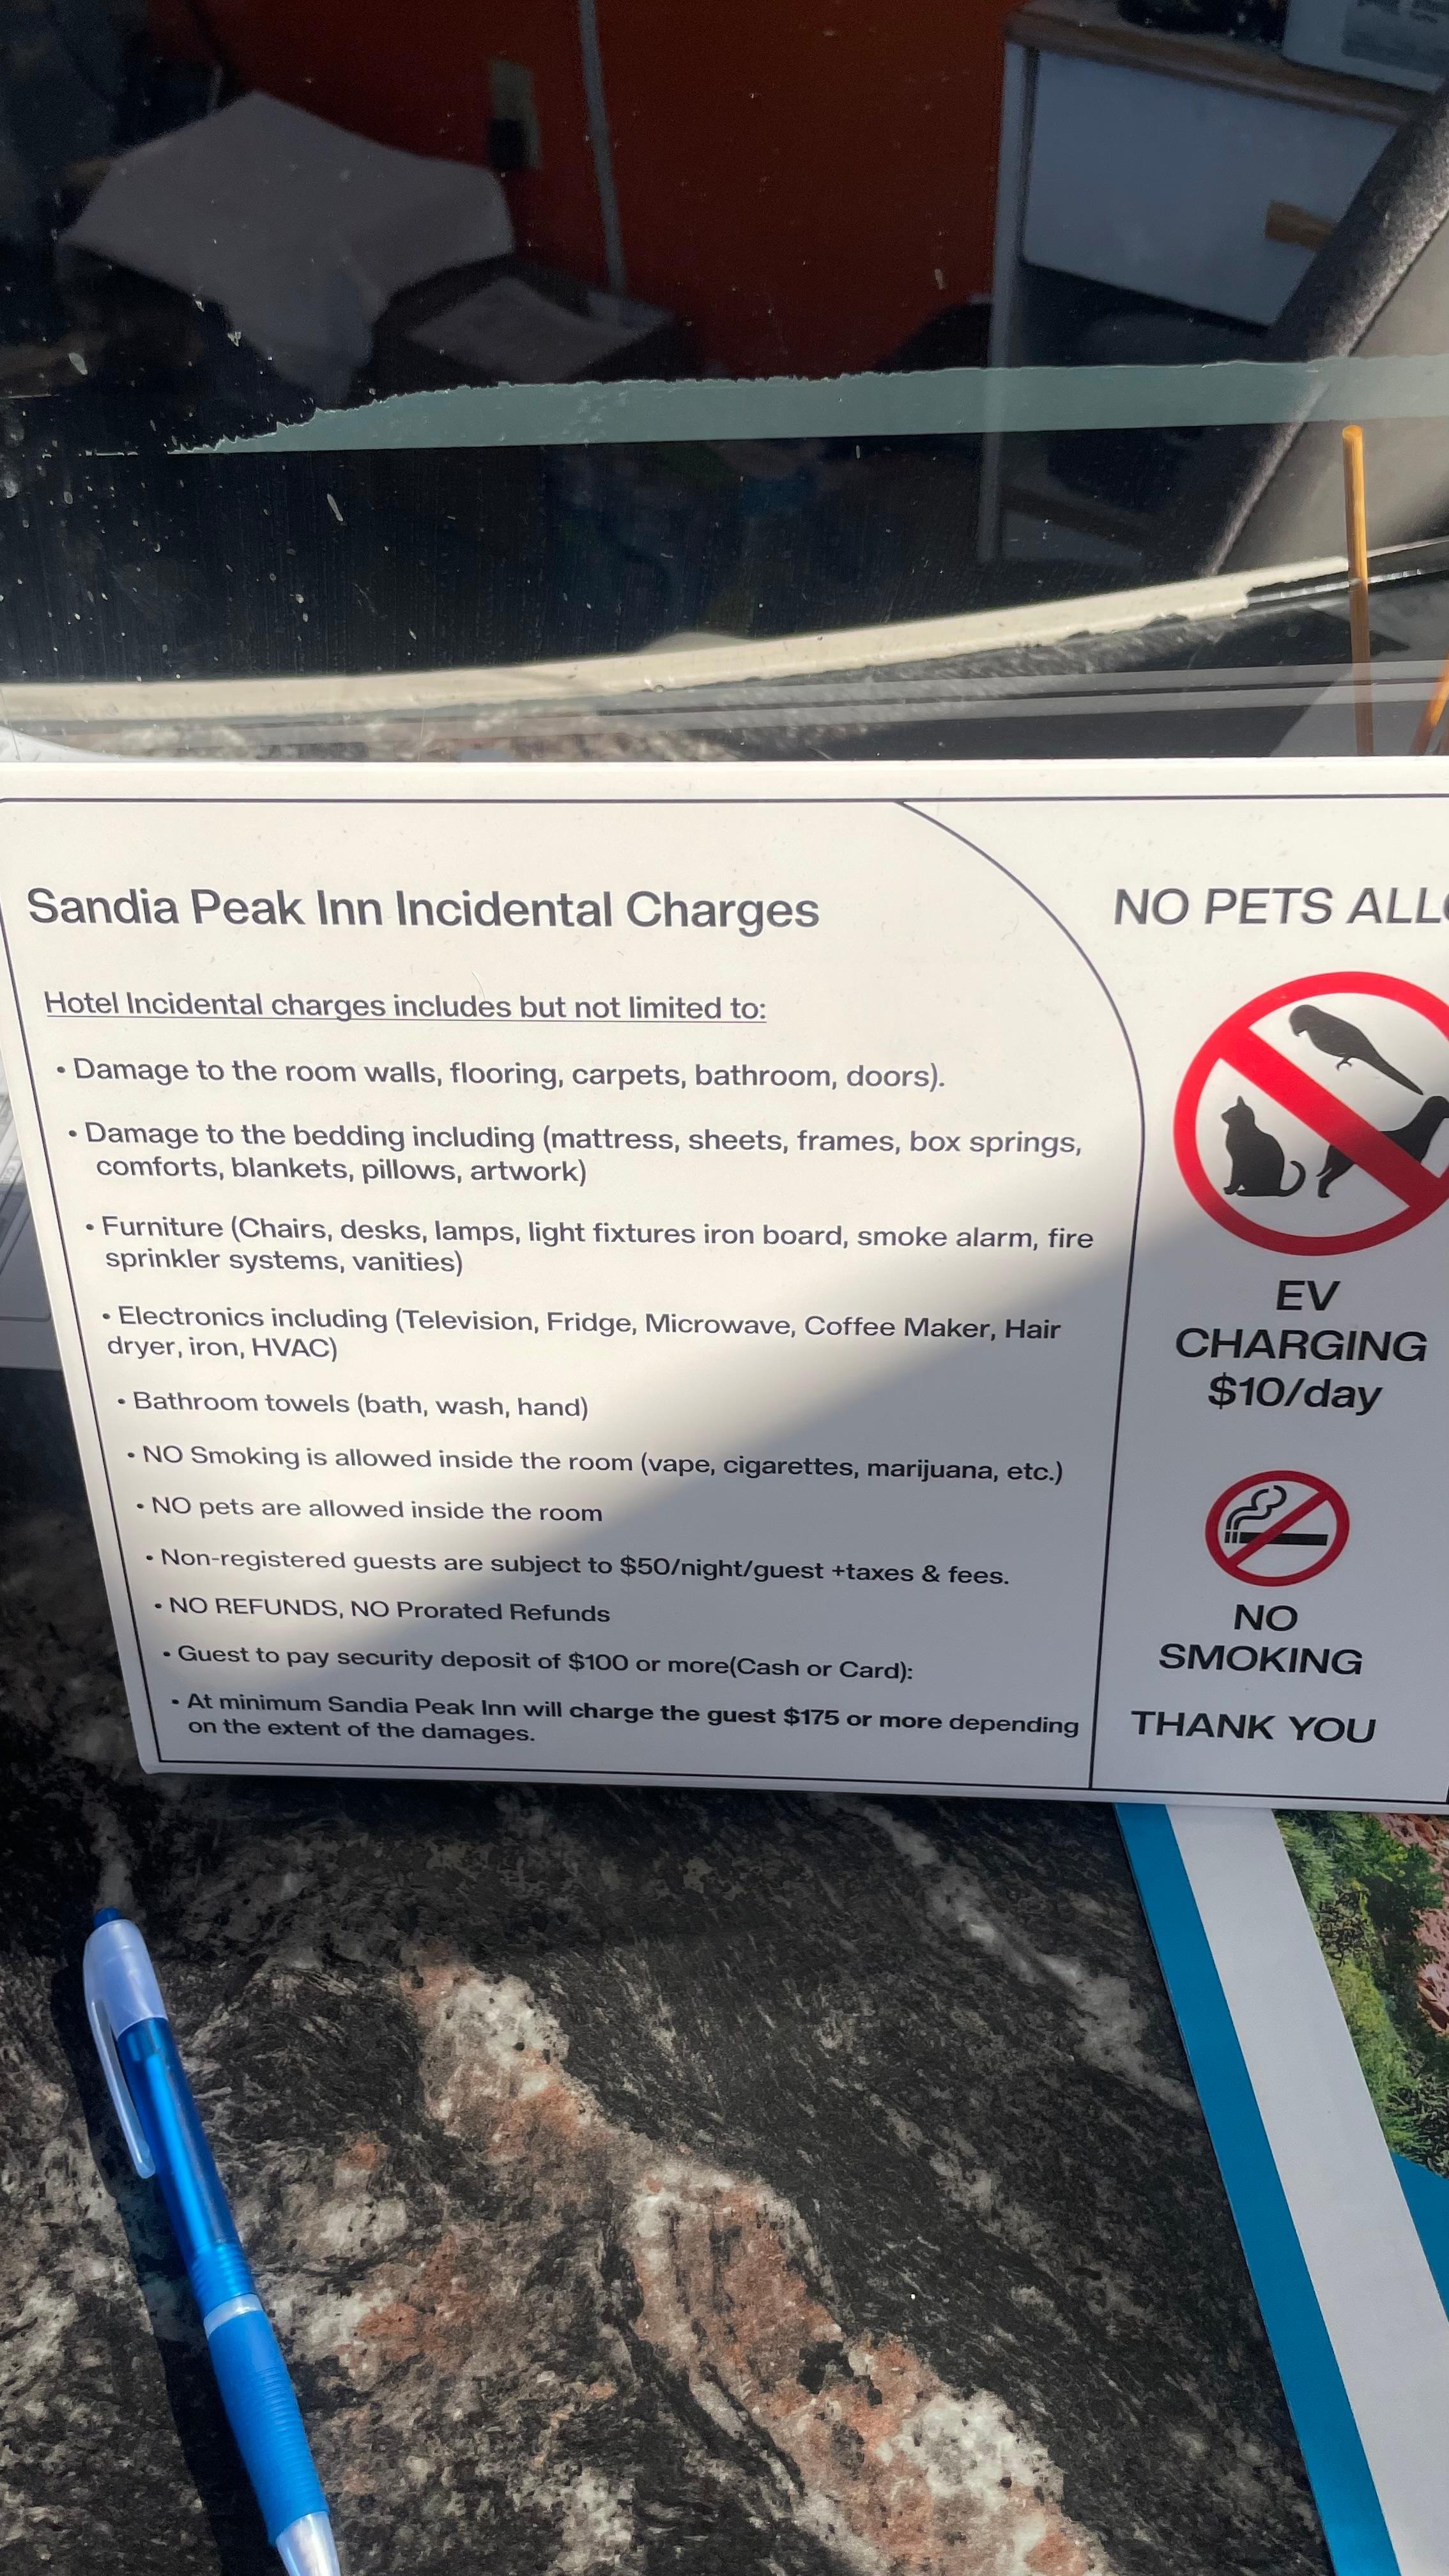 Sandia Peak Inn Incidental Charges
Hotel Incidental charges includes but not limited to:
• Damage to the room walls, flooring, carpets, bathroom, doors).
• Damage to the bedding including (mattress, sheets, frames, box springs,
comforts, blankets, pillows, artwork)
• Furniture (Chairs, desks, lamps, light fixtures iron board, smoke alarm, fire
sprinkler systems, vanities)
• Electronics including (Television, Fridge, Microwave, Coffee Maker, Hair
dryer, iron, HVAC)
• Bathroom towels (bath, wash, hand)
• NO Smoking is allowed inside the room (vape, cigarettes, marijuana, etc.)
• NO pets are allowed inside the room
• Non-registered guests are subject to $50/night/guest +taxes & fees.
• NO REFUNDS, NO Prorated Refunds
• Guest to pay security deposit of $100 or more(Cash or Card):
• At minimum Sandia Peak Inn will charge the guest $175 or more depending
on the extent of the damages.
NO PETS
EV
CHARGING
$10/day
NO
SMOKING
THANK YOU